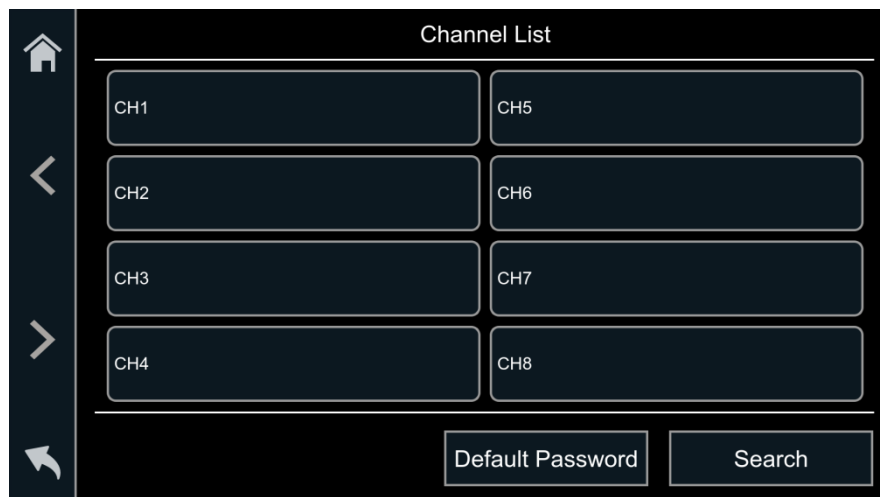 Channel List
CH1
CH5
CH2
CH6
CH3
CH7
CH4
CH8
Default Password
Search